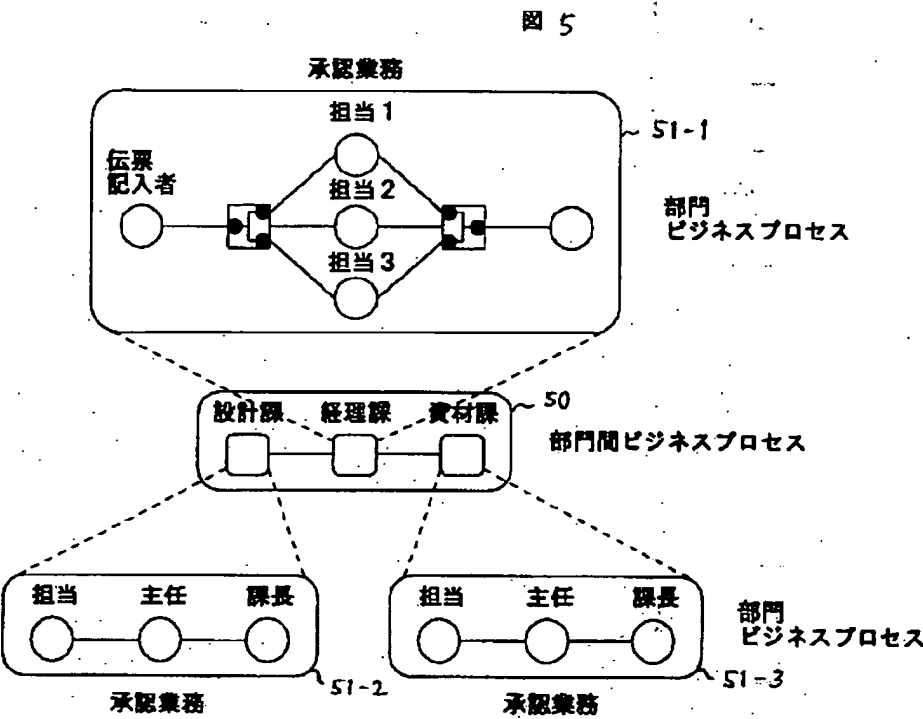 図 5
承認業務
担当1
51-1
伝票
記入者
担当2
担当3
部門
ビジネスプロセス
設計課 経理課 資材課
50
部門間ビジネスプロセス
担当 主任 課長
担当 主任 課長
部門
ビジネスプロセス
51-2
51-3
承認業務
承認業務